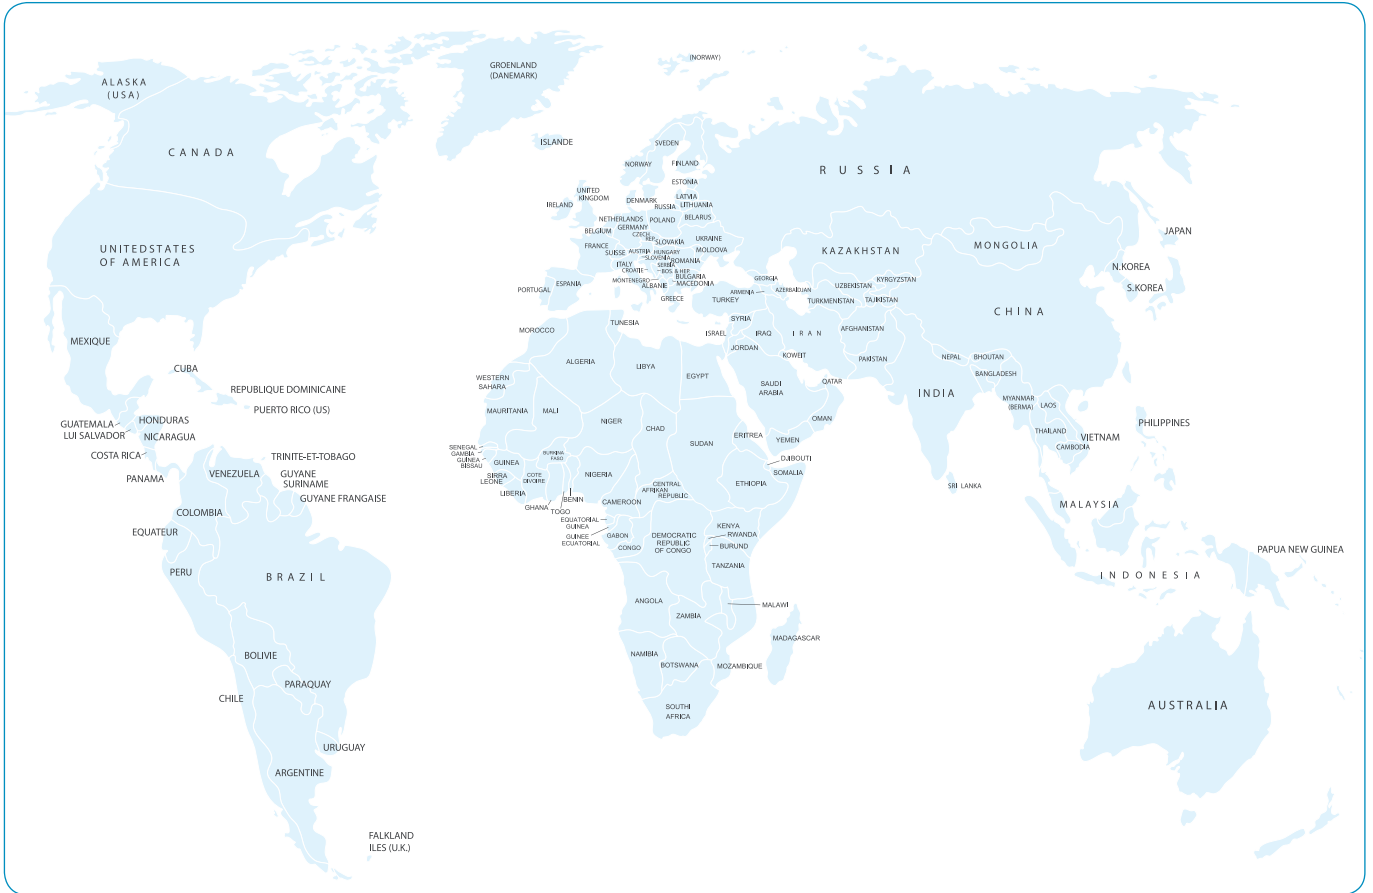 ALASKA
(USA)
CANADA
UNITEDSTATES
OF AMERICA
MEXIQUE
CUBA
REPUBLIQUE DOMINICAINE
PUERTO RICO (US)
GUATEMALA
HONDURAS
LUI SALVADOR
NICARAGUA
COSTA RICA
PANAMA
TRINITE-ET-TOBAGO
VENEZUELA
GUYANE
SURINAME
GUYANE FRANGAISE
COLOMBIA
EQUATEUR
PERU
BRAZIL
BOLIVIE
PARAQUAY
CHILE
URUGUAY
ARGENTINE
FALKLAND
ILES (U.K.)
GROENLAND
(DANEMARK)
(NORWAY)
ISLANDE
SVEDEN
NORWAY
FINLAND
ESTONIA
UNITED
KINGDOM
LATVIA
IRELAND
DENMARK
RUSSIA
LITHUANIA
NETHERLANDS
POLAND
BELARUS
BELGIUM
GERMANY
CZECH
REP.
SLOVAKIA
UKRAINE
FRANCE
SUISSE
AUSTRIA
HUNGARY
MOLDOVA
SLOVENIA
ROMANIA
ITALY
SERBIA
CROATIE
BOS. & HER.
MONTENEGRO
BULGARIA
ALBANIE
MACEDONIA
ESPANIA
PORTUGAL
GREECE
TURKEY
GEORGIA
ARMENIA
AZERBAIDJAN
RUSSIA
KAZAKHSTAN
MONGOLIA
UZBEKISTAN
KYRGYZSTAN
TURKMENISTAN
TAJIKISTAN
CHINA
JAPAN
N.KOREA
S.KOREA
SYRIA
ISRAEL
IRAQ
IRAN
AFGHANISTAN
JORDAN
KOWEIT
PAKISTAN
NEPAL
BHOUTAN
BANGLADESH
SAUDI
ARABIA
QATAR
INDIA
OMAN
YEMEN
MYANMAR
(BERMA)
LAOS
THAILAND
VIETNAM
CAMBODIA
PHILIPPINES
SRI LANKA
MALAYSIA
INDONESIA
PAPUA NEW GUINEA
AUSTRALIA
MOROCCO
TUNESIA
ALGERIA
LIBYA
EGYPT
WESTERN
SAHARA
MAURITANIA
MALI
NIGER
CHAD
SUDAN
ERITREA
DJIBOUTI
SOMALIA
ETHIOPIA
SENEGAL
GAMBIA
GUINEA
BISSAU
GUINEA
SIRRA
LEONE
LIBERIA
COTE
DIVOIRE
BURKINA
FASO
GHANA
TOGO
BENIN
NIGERIA
CAMEROON
CENTRAL
AFRIKAN
REPUBLIC
EQUATORIAL
GUINEA
GUINEE
ECUATORIAL
GABON
CONGO
DEMOCRATIC
REPUBLIC
OF CONGO
KENYA
RWANDA
BURUND
TANZANIA
ANGOLA
ZAMBIA
MALAWI
MADAGASCAR
NAMIBIA
BOTSWANA
MOZAMBIQUE
SOUTHI
AFRICA